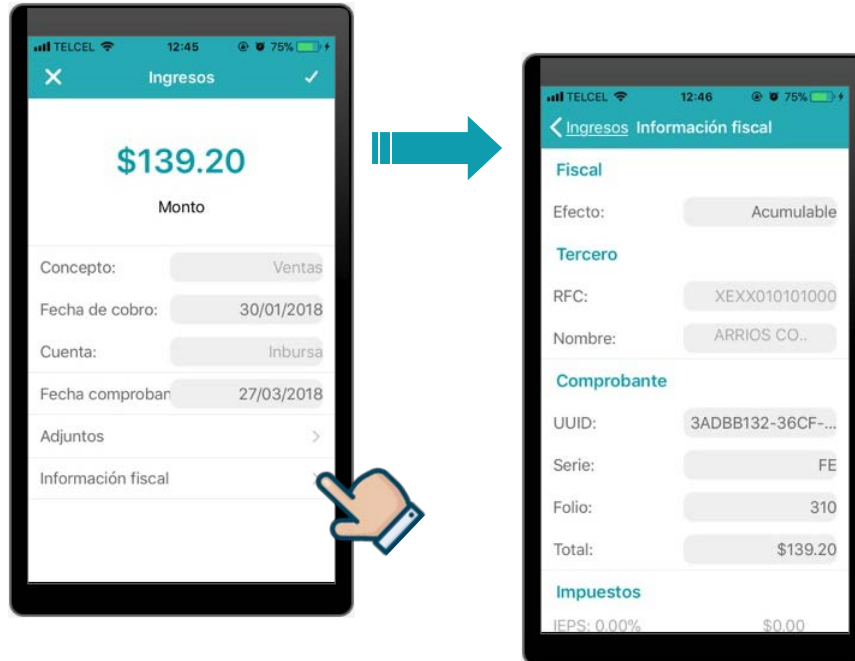 TELCEL 12:45 75%
Ingresos
$139.20
Monto
Concepto: Ventas
Fecha de cobro: 30/01/2018
Cuenta: Inbursa
Fecha comproban 27/03/2018
Adjuntos
Información fiscal
TELCEL 12:46 75%
Ingresos Información fiscal
Fiscal
Efecto: Acumulable
Tercero
RFC: XEXX010101000
Nombre: ARRIOS CO..
Comprobante
UUID: 3ADBB132-36CF-...
Serie: FE
Folio: 310
Total: $139.20
Impuestos
IEPS: 0.00% $0.00